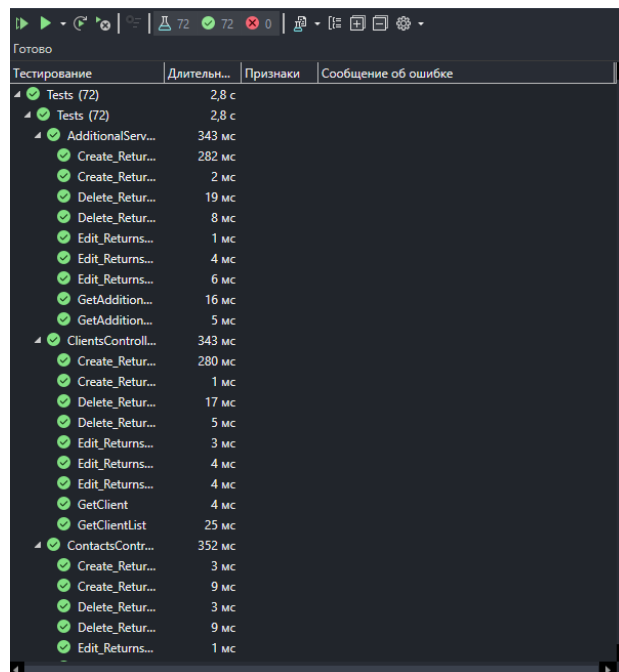 72 72 0
Готово
Тестирование Длительн... Признаки Сообщение об ошибке
Tests (72) 2,8 с
Tests (72) 2,8 с
AdditionalServ... 343 мс
Create_Retur... 282 мс
Create_Retur... 2 мс
Delete_Retur... 19 мс
Delete_Retur... 8 мс
Edit_Returns... 1 мс
Edit_Returns... 4 мс
Edit_Returns... 6 мс
GetAddition... 16 мс
GetAddition... 5 мс
ClientsControll... 343 мс
Create_Retur... 280 мс
Create_Retur... 1 мс
Delete_Retur... 17 мс
Delete_Retur... 5 мс
Edit_Returns... 3 мс
Edit_Returns... 4 мс
Edit_Returns... 4 мс
GetClient 4 мс
GetClientList 25 мс
ContactsContr... 352 мс
Create_Retur... 3 мс
Create_Retur... 9 мс
Delete_Retur... 3 мс
Delete_Retur... 9 мс
Edit_Returns... 1 мс